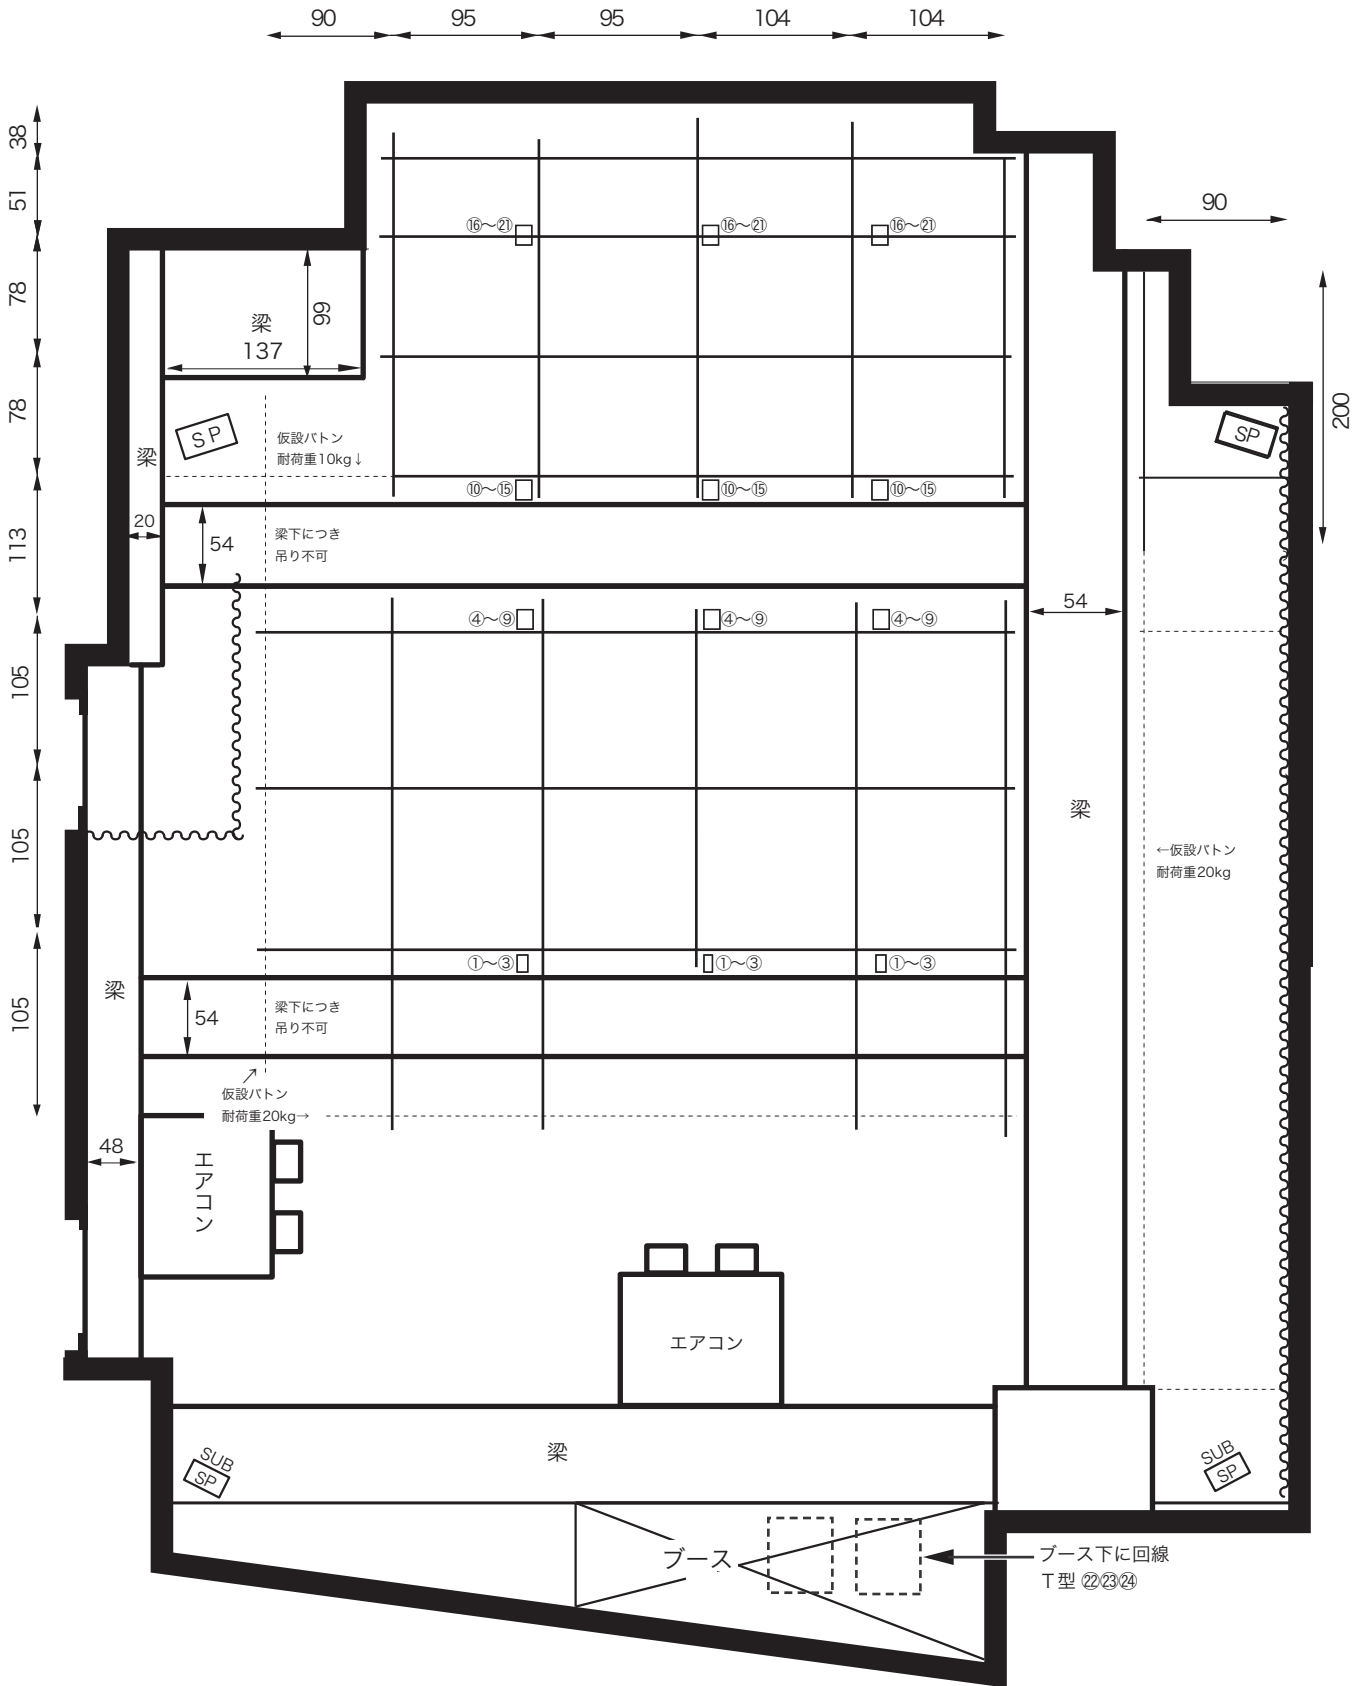 90
95
95
104
104
38
51
78
78
113
105
105
105
90
200
⑯〜㉑
⑯〜㉑
⑯〜㉑
梁
137
99
SP
SP
梁
仮設バトン
耐荷重10kg↓
⑩〜⑮
⑩〜⑮
⑩〜⑮
20
54
梁下につき
吊り不可
54
④〜⑨
④〜⑨
④〜⑨
梁
←仮設バトン
耐荷重20kg
①〜③
①〜③
①〜③
梁
54
梁下につき
吊り不可
↗
仮設バトン
耐荷重20kg→
48
エアコン
エアコン
梁
SUB
SP
SUB
SP
ブース
ブース下に回線
T型 ㉒㉓㉔